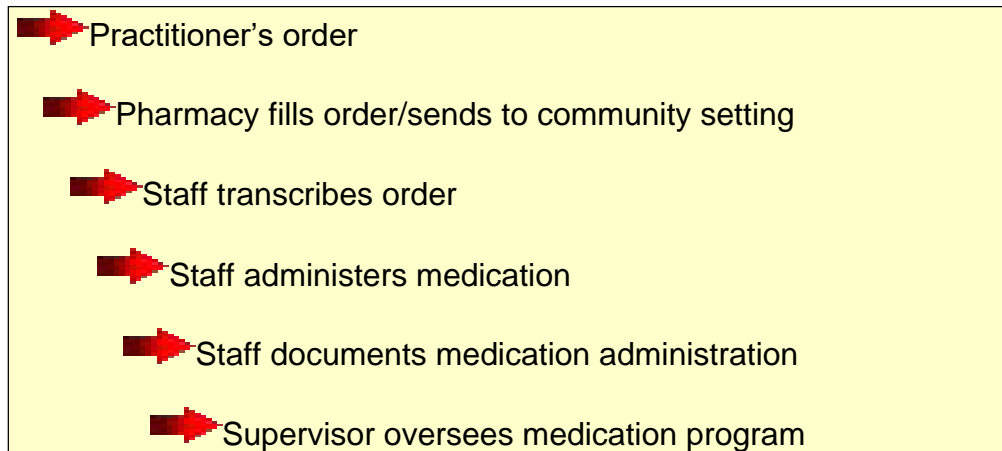 Practitioner’s order
Pharmacy fills order/sends to community setting
Staff transcribes order
Staff administers medication
Staff documents medication administration
Supervisor oversees medication program